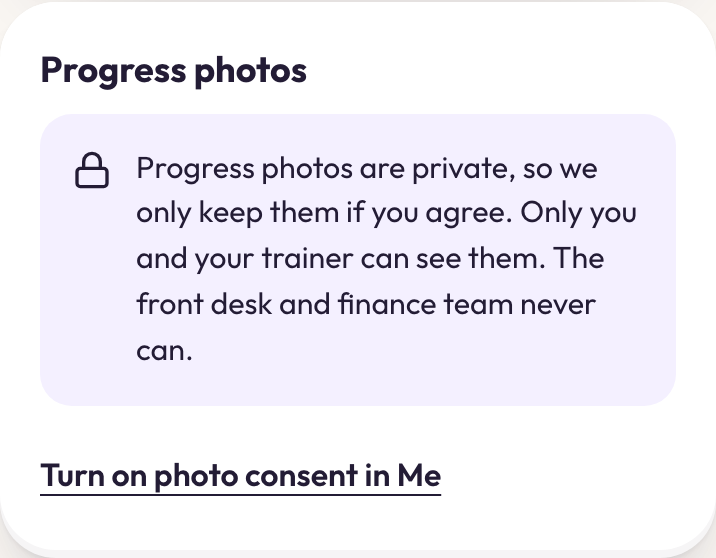 Progress photos
Progress photos are private, so we
only keep them if you agree. Only you
and your trainer can see them. The
front desk and finance team never
can.
Turn on photo consent in Me